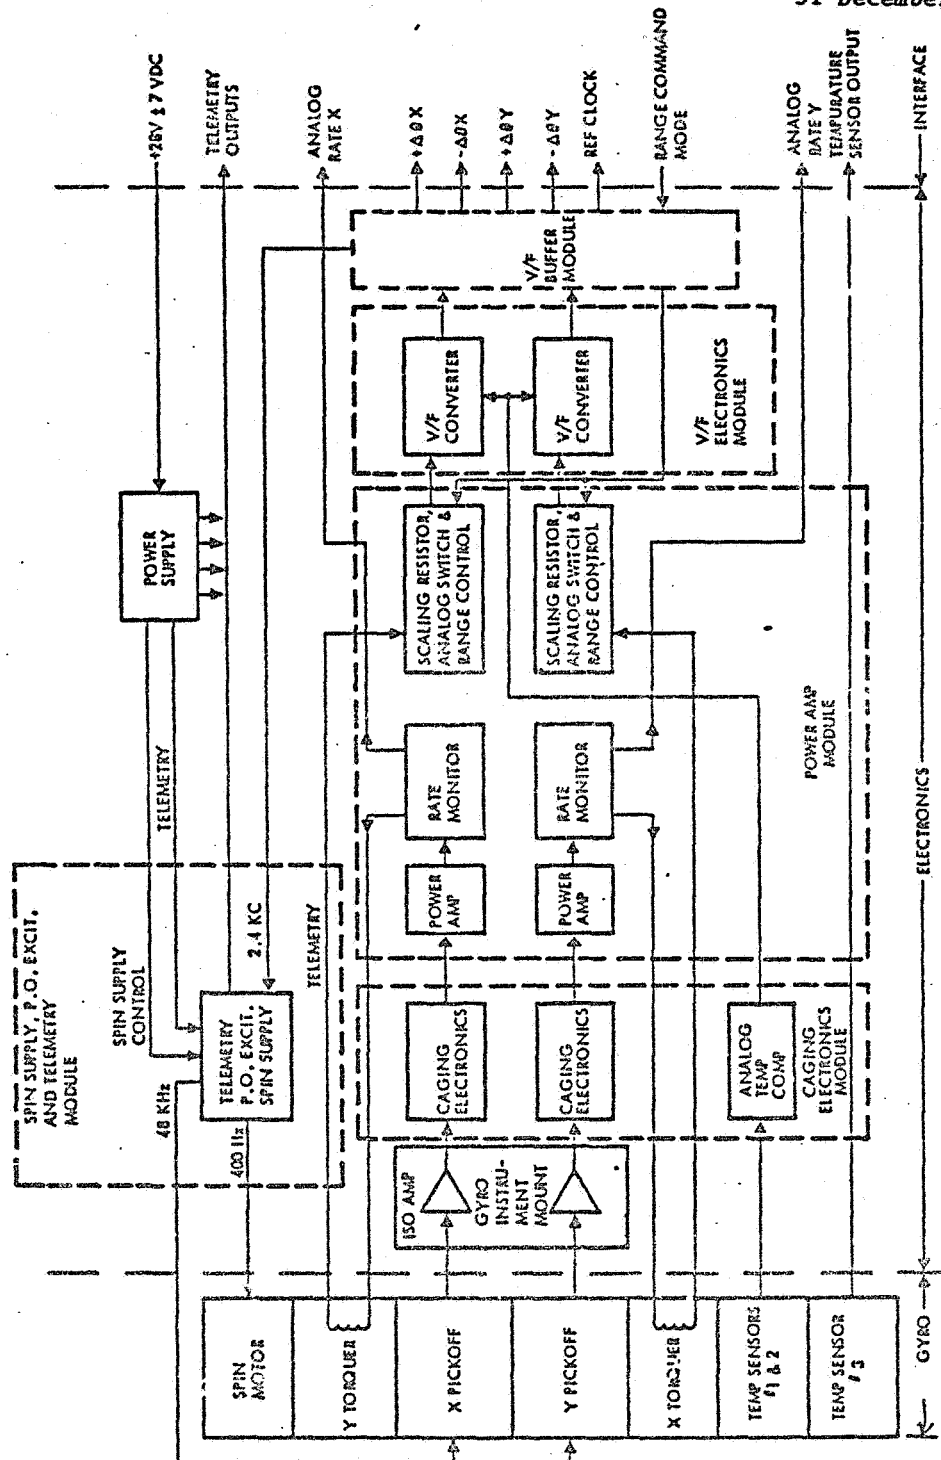 31 December
+28V ± 7 VDC
TELEMETRY
OUTPUTS
ANALOG
RATE X
+ΔθX
-ΔθX
+ΔθY
-ΔθY
REF CLOCK
RANGE COMMAND
MODE
ANALOG
RATE Y
TEMPURATURE
SENSOR OUTPUT
INTERFACE
POWER
SUPPLY
V/F
BUFFER
MODULE
V/F
CONVERTER
V/F
CONVERTER
V/F
ELECTRONICS
MODULE
SCALING RESISTOR,
ANALOG SWITCH &
RANGE CONTROL
SCALING RESISTOR,
ANALOG SWITCH &
RANGE CONTROL
RATE
MONITOR
RATE
MONITOR
POWER
AMP
POWER
AMP
POWER AMP
MODULE
ELECTRONICS
SPIN SUPPLY, P.O. EXCIT,
AND TELEMETRY
MODULE
SPIN SUPPLY
CONTROL
TELEMETRY
2.4 KC
TELEMETRY
48 KHz
TELEMETRY
P.O. EXCIT,
SPIN SUPPLY
400 Hz
CAGING
ELECTRONICS
CAGING
ELECTRONICS
ANALOG
TEMP
COMP
CAGING
ELECTRONICS
MODULE
ISO AMP
GYRO
INSTRU-
MENT
MOUNT
SPIN
MOTOR
Y TORQUER
X PICKOFF
Y PICKOFF
X TORQUER
TEMP SENSORS
#1 & 2
TEMP SENSOR
#3
GYRO